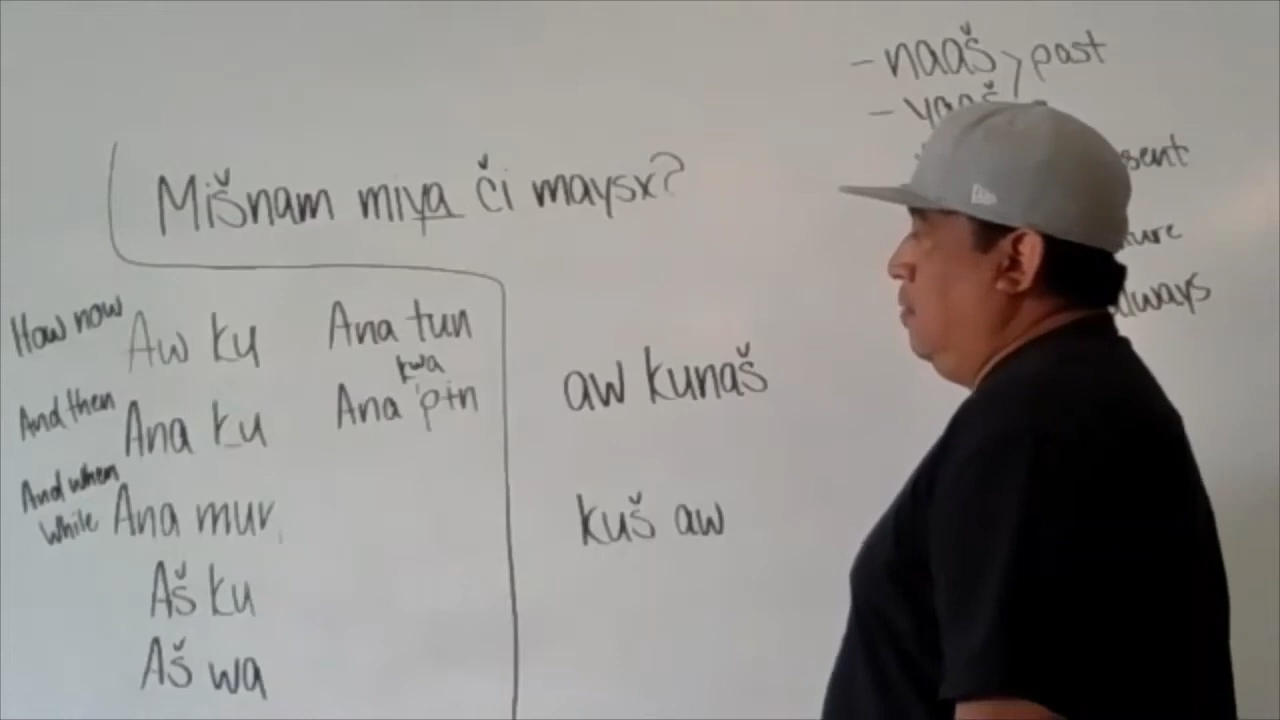 - naaš > past
Mišnam miya či maysx?
always
How now Aw ku Ana tun
kwa
And then Ana ku Ana ptn
aw kunaš
And when
while Ana mun
kuš aw
Aš ku
Aš wa